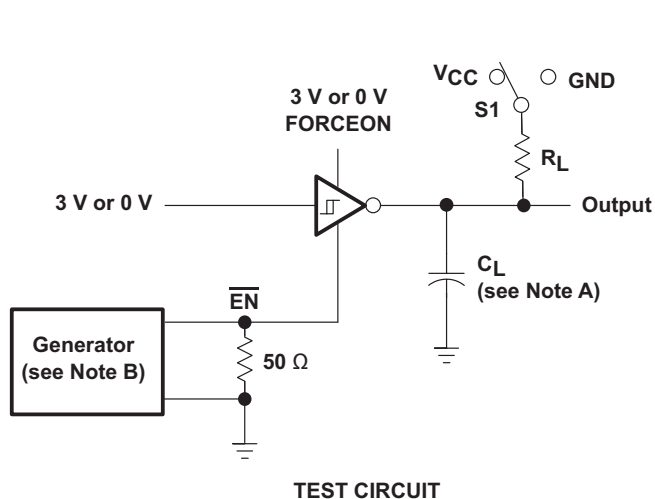 VCC
GND
S1
3 V or 0 V
FORCEON
RL
3 V or 0 V
Output
CL
(see Note A)
EN
Generator
(see Note B)
50 Ω
TEST CIRCUIT